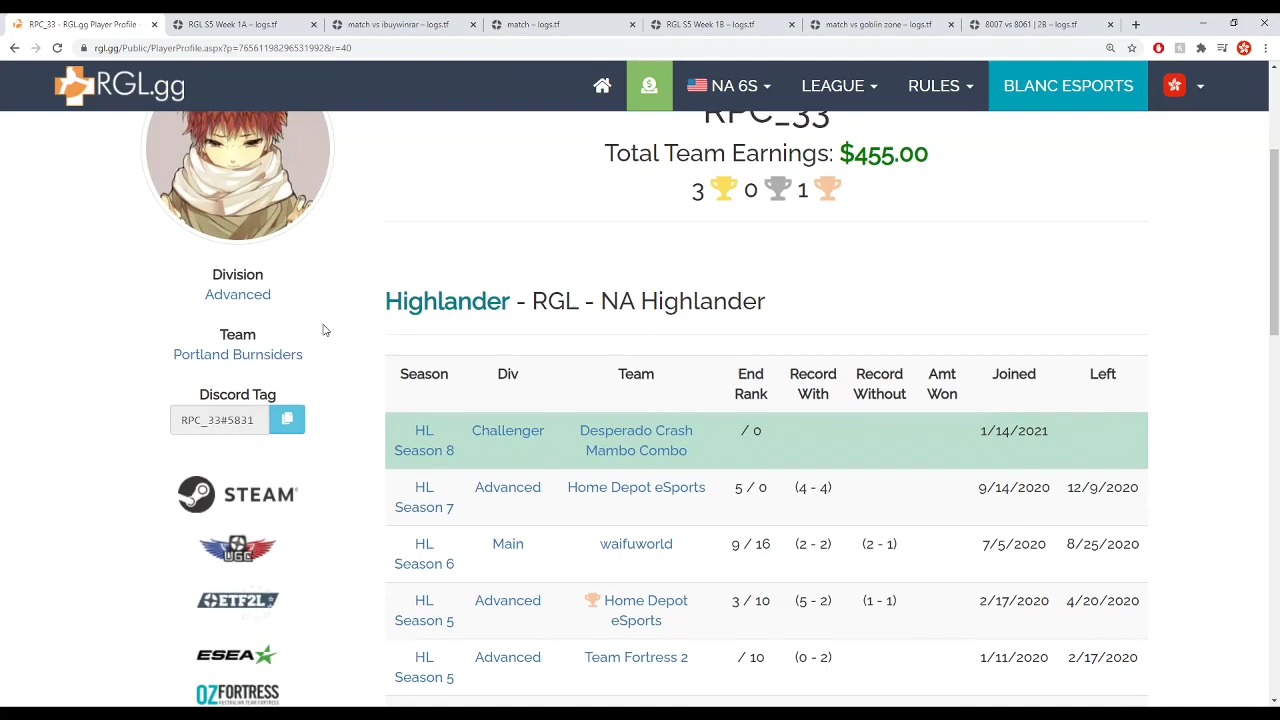 RPC_33 - RGL.gg Player Profile
RGL S5 Week 1A – logs.tf
match vs ibuywinrar – logs.tf
match – logs.tf
RGL S5 Week 1B – logs.tf
match vs goblin zone – logs.tf
8007 vs 8061 | 2B – logs.tf
rgl.gg/Public/PlayerProfile.aspx?p=76561198296531992&r=40
RGL.gg
NA 6S
LEAGUE
RULES
BLANC ESPORTS
RPC_33
Total Team Earnings: $455.00
3 0 1
Division
Advanced
Team
Portland Burnsiders
Discord Tag
RPC_33#5831
STEAM
UGC
ETF2L
ESEA
OZFORTRESS
Highlander - RGL - NA Highlander
Season Div Team End Rank Record With Record Without Amt Won Joined Left
HL Season 8 Challenger Desperado Crash Mambo Combo / 0 1/14/2021
HL Season 7 Advanced Home Depot eSports 5 / 0 (4 - 4) 9/14/2020 12/9/2020
HL Season 6 Main waifuworld 9 / 16 (2 - 2) (2 - 1) 7/5/2020 8/25/2020
HL Season 5 Advanced Home Depot eSports 3 / 10 (5 - 2) (1 - 1) 2/17/2020 4/20/2020
HL Season 5 Advanced Team Fortress 2 / 10 (0 - 2) 1/11/2020 2/17/2020